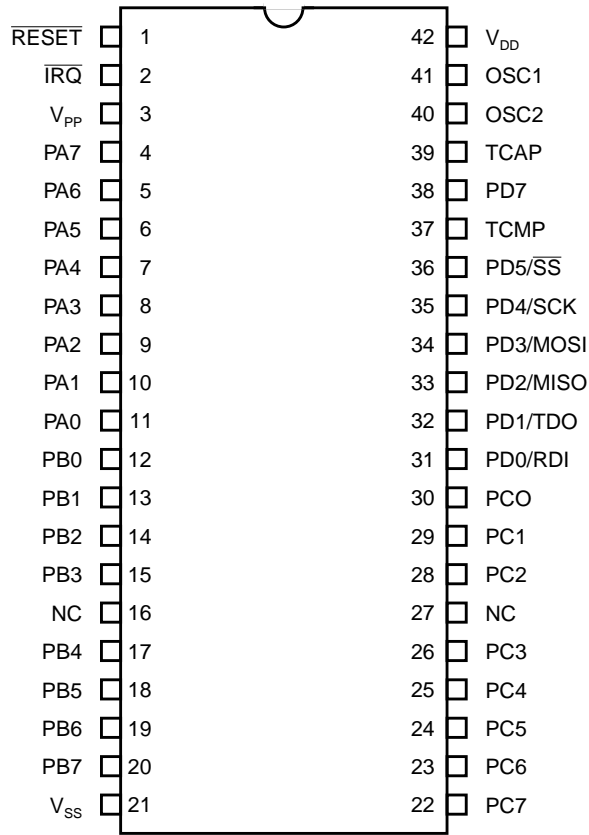 RESET 1 42 VDD
IRQ 2 41 OSC1
VPP 3 40 OSC2
PA7 4 39 TCAP
PA6 5 38 PD7
PA5 6 37 TCMP
PA4 7 36 PD5/SS
PA3 8 35 PD4/SCK
PA2 9 34 PD3/MOSI
PA1 10 33 PD2/MISO
PA0 11 32 PD1/TDO
PB0 12 31 PD0/RDI
PB1 13 30 PCO
PB2 14 29 PC1
PB3 15 28 PC2
NC 16 27 NC
PB4 17 26 PC3
PB5 18 25 PC4
PB6 19 24 PC5
PB7 20 23 PC6
VSS 21 22 PC7